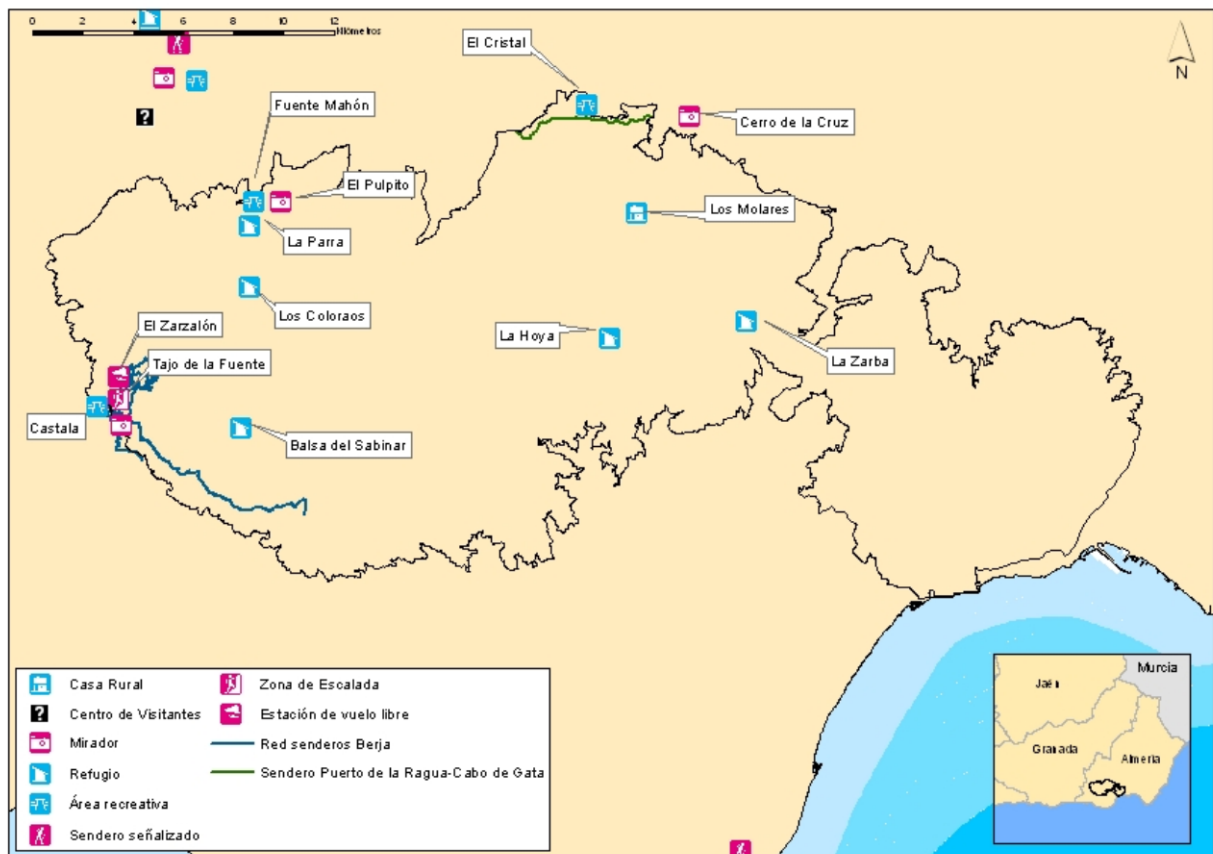 0 2 4 6 8 10 12
Kilómetros
El Cristal
N
Fuente Mahón
?
Cerro de la Cruz
El Pulpito
Los Molares
La Parra
Los Coloraos
El Zarzalón
La Hoya
La Zarba
Tajo de la Fuente
Castala
Balsa del Sabinar
Casa Rural
Zona de Escalada
? Centro de Visitantes
Estación de vuelo libre
Mirador
Red senderos Berja
Refugio
Sendero Puerto de la Ragua-Cabo de Gata
Área recreativa
Sendero señalizado
Murcia
Jaén
Granada
Almería